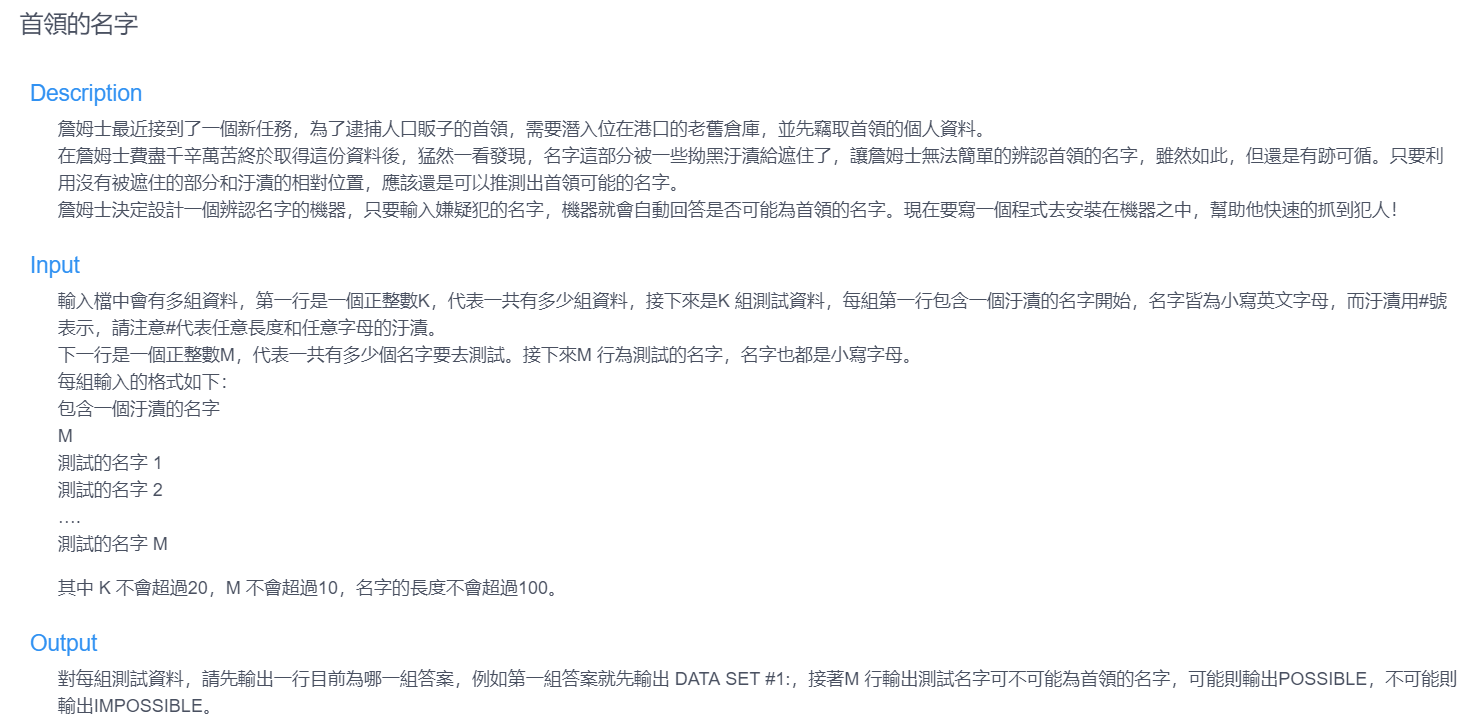 首領的名字
Description
詹姆士最近接到了一個新任務，為了逮捕人口販子的首領，需要潛入位在港口的老舊倉庫，並先竊取首領的個人資料。
在詹姆士費盡千辛萬苦終於取得這份資料後，猛然一看發現，名字這部分被一些拗黑汙漬給遮住了，讓詹姆士無法簡單的辨認首領的名字，雖然如此，但還是有跡可循。只要利
用沒有被遮住的部分和汙漬的相對位置，應該還是可以推測出首領可能的名字。
詹姆士決定設計一個辨認名字的機器，只要輸入嫌疑犯的名字，機器就會自動回答是否可能為首領的名字。現在要寫一個程式去安裝在機器之中，幫助他快速的抓到犯人！
Input
輸入檔中會有多組資料，第一行是一個正整數K，代表一共有多少組資料，接下來是K 組測試資料，每組第一行包含一個汙漬的名字開始，名字皆為小寫英文字母，而汙漬用#號
表示，請注意#代表任意長度和任意字母的汙漬。
下一行是一個正整數M，代表一共有多少個名字要去測試。接下來M 行為測試的名字，名字也都是小寫字母。
每組輸入的格式如下：
包含一個汙漬的名字
M
測試的名字 1
測試的名字 2
….
測試的名字 M
其中 K 不會超過20，M 不會超過10，名字的長度不會超過100。
Output
對每組測試資料，請先輸出一行目前為哪一組答案，例如第一組答案就先輸出 DATA SET #1:，接著M 行輸出測試名字可不可能為首領的名字，可能則輸出POSSIBLE，不可能則
輸出IMPOSSIBLE。